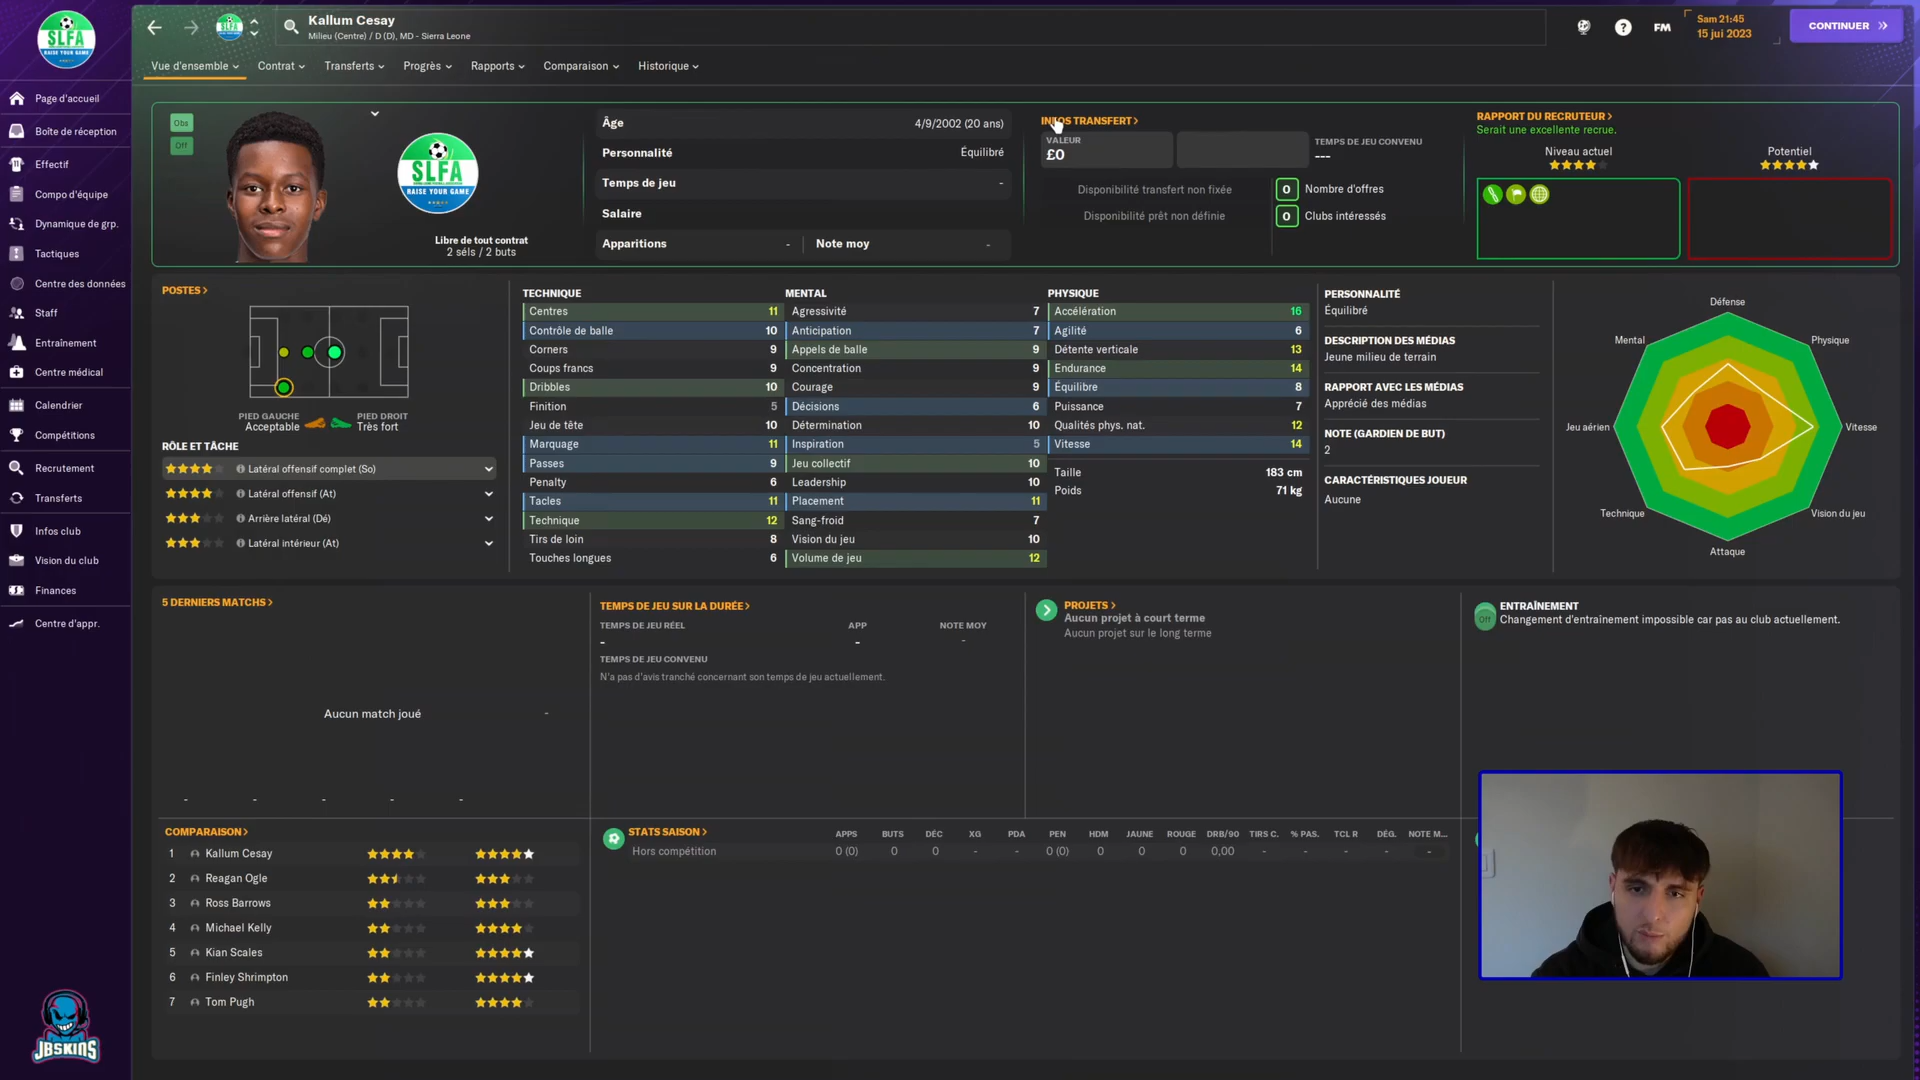 SLFA
RAISE YOUR GAME
Kallum Cesay
Milieu (Centre) / D (D), MD - Sierra Leone
FM
Sam 21:45
15 jui 2023
CONTINUER
Page d'accueil
Boîte de réception
Effectif
Compo d'équipe
Dynamique de grp.
Tactiques
Centre des données
Staff
Entraînement
Centre médical
Calendrier
Compétitions
Recrutement
Transferts
Infos club
Vision du club
Finances
Centre d'appr.
JBSKINS
Vue d'ensemble
Contrat
Transferts
Progrès
Rapports
Comparaison
Historique
Obs
Off
SLFA
RAISE YOUR GAME
Libre de tout contrat
2 séls / 2 buts
Âge 4/9/2002 (20 ans)
Personnalité Équilibré
Temps de jeu -
Salaire
Apparitions - Note moy -
INFOS TRANSFERT >
VALEUR
£0
TEMPS DE JEU CONVENU
---
Disponibilité transfert non fixée
Disponibilité prêt non définie
0 Nombre d'offres
0 Clubs intéressés
RAPPORT DU RECRUTEUR >
Serait une excellente recrue.
Niveau actuel
Potentiel
POSTES >
PIED GAUCHE
Acceptable
PIED DROIT
Très fort
RÔLE ET TÂCHE
Latéral offensif complet (So)
Latéral offensif (At)
Arrière latéral (Dé)
Latéral intérieur (At)
TECHNIQUE
Centres 11
Contrôle de balle 10
Corners 9
Coups francs 9
Dribbles 10
Finition 5
Jeu de tête 10
Marquage 11
Passes 9
Penalty 6
Tacles 11
Technique 12
Tirs de loin 8
Touches longues 6
MENTAL
Agressivité 7
Anticipation 7
Appels de balle 9
Concentration 9
Courage 9
Décisions 6
Détermination 10
Inspiration 5
Jeu collectif 10
Leadership 10
Placement 11
Sang-froid 7
Vision du jeu 10
Volume de jeu 12
PHYSIQUE
Accélération 16
Agilité 6
Détente verticale 13
Endurance 14
Équilibre 8
Puissance 7
Qualités phys. nat. 12
Vitesse 14
Taille 183 cm
Poids 71 kg
PERSONNALITÉ
Équilibré
DESCRIPTION DES MÉDIAS
Jeune milieu de terrain
RAPPORT AVEC LES MÉDIAS
Apprécié des médias
NOTE (GARDIEN DE BUT)
2
CARACTÉRISTIQUES JOUEUR
Aucune
Défense
Mental
Physique
Jeu aérien
Vitesse
Technique
Vision du jeu
Attaque
5 DERNIERS MATCHS >
Aucun match joué -
- - - - -
TEMPS DE JEU SUR LA DURÉE >
TEMPS DE JEU RÉEL APP NOTE MOY
- - -
TEMPS DE JEU CONVENU
N'a pas d'avis tranché concernant son temps de jeu actuellement.
PROJETS >
Aucun projet à court terme
Aucun projet sur le long terme
Off
ENTRAÎNEMENT
Changement d'entraînement impossible car pas au club actuellement.
COMPARAISON >
1 Kallum Cesay
2 Reagan Ogle
3 Ross Barrows
4 Michael Kelly
5 Kian Scales
6 Finley Shrimpton
7 Tom Pugh
STATS SAISON >
APPS BUTS DÉC XG PDA PEN HDM JAUNE ROUGE DRB/90 TIRS C. % PAS. TCL R DÉG. NOTE M...
Hors compétition 0 (0) 0 0 - - 0 (0) 0 0 0 0,00 - - - - -